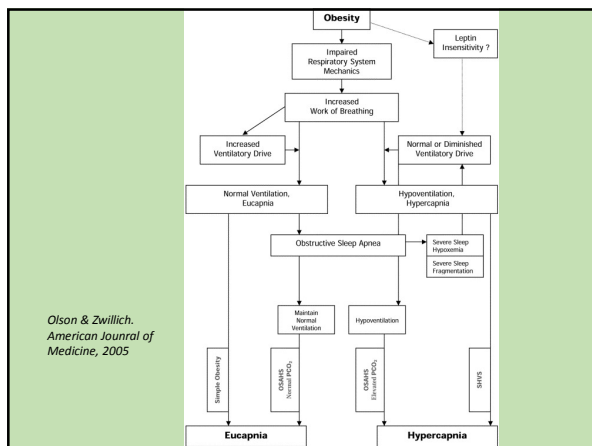 Obesity
Leptin
Insensitivity ?
Impaired
Respiratory System
Mechanics
Increased
Work of Breathing
Increased
Ventilatory Drive
Normal or Diminished
Ventilatory Drive
Normal Ventilation,
Eucapnia
Hypoventilation,
Hypercapnia
Obstructive Sleep Apnea
Severe Sleep
Hypoxemia
Severe Sleep
Fragmentation
Olson & Zwillich.
American Jounral of
Medicine, 2005
Maintain
Normal
Ventilation
Hypoventilation
Simple Obesity
OSAHS
Normal PCO₂
OSAHS
Elevated PCO₂
SHVS
Eucapnia
Hypercapnia